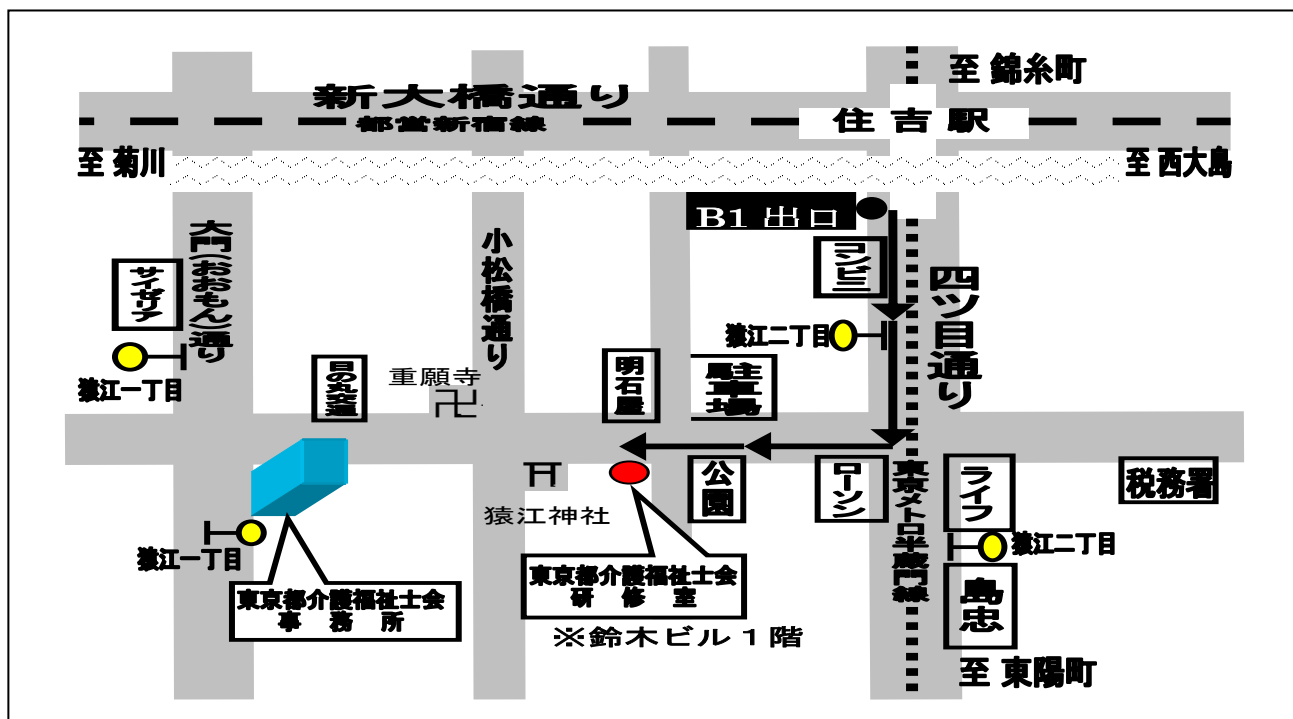 至 錦糸町
新大橋通り
都営新宿線
住吉駅
至 菊川
至 西大島
B1 出口
コンビニ
大門(おおもん)通り
小松橋通り
四ツ目通り
サイゼリア
猿江二丁目
猿江一丁目
日の丸交通
重願寺
卍
明石屋
駐車場
公園
ローソン
東京メトロ半蔵門線
ライフ
税務署
猿江神社
猿江一丁目
猿江二丁目
東京都介護福祉士会
事務所
東京都介護福祉士会
研修室
※鈴木ビル1階
島忠
至 東陽町